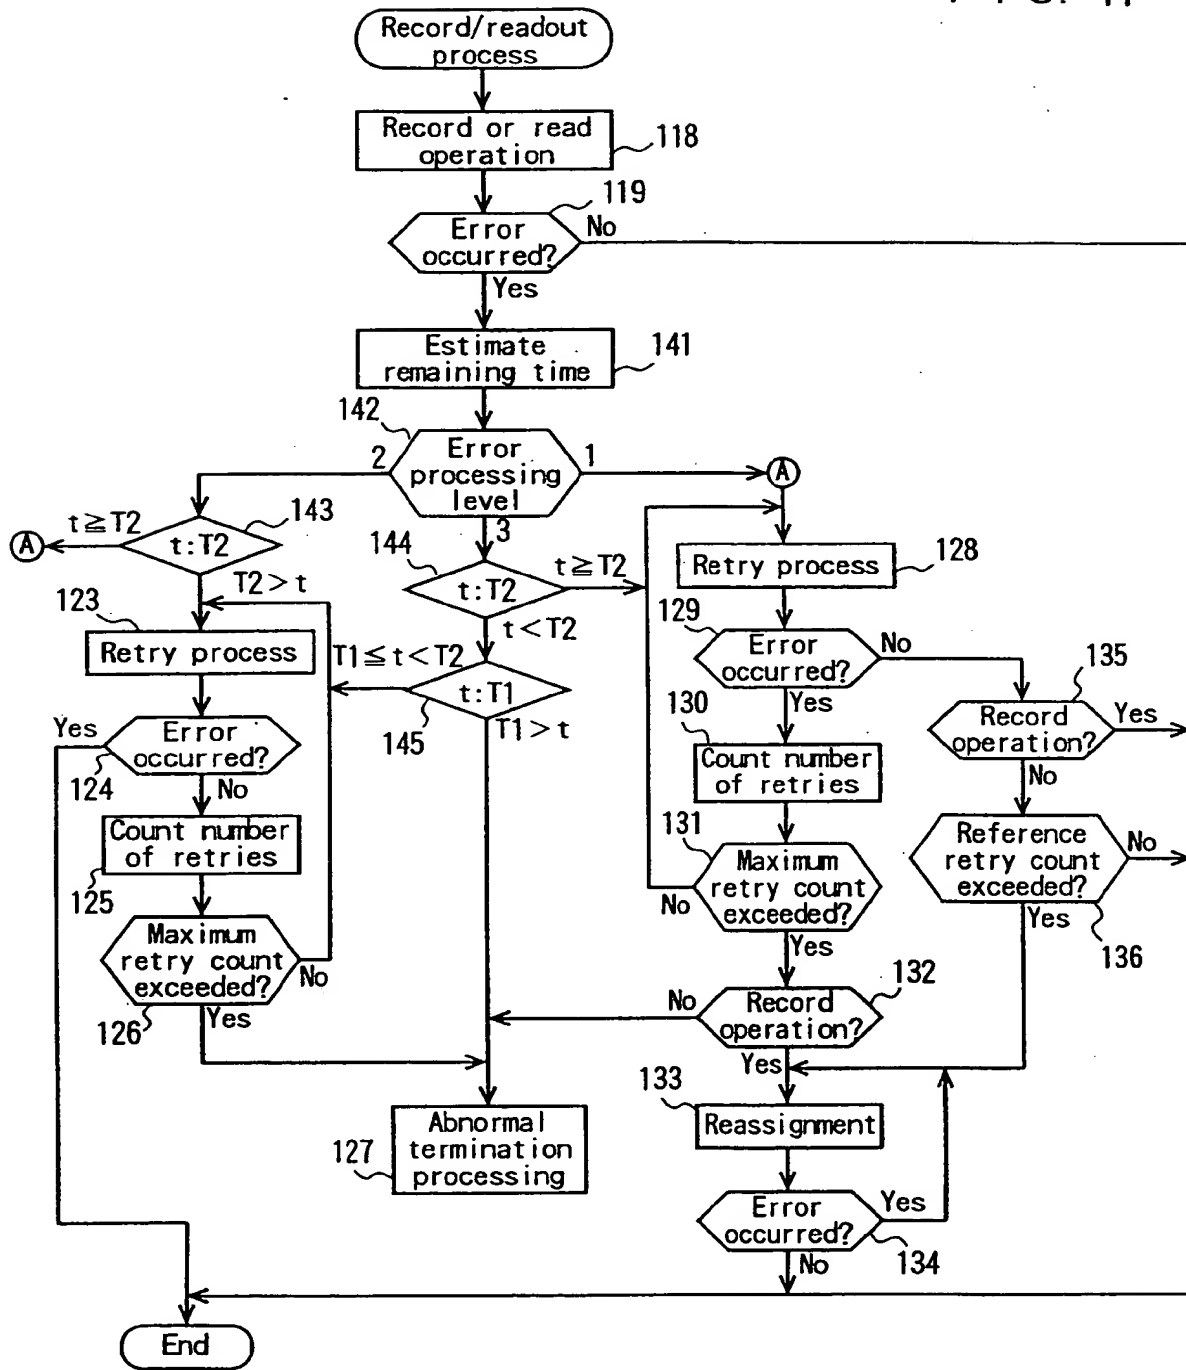 Record/readout
process
Record or read
operation
118
119
Error
occurred?
No
Yes
Estimate
remaining time
141
142
Error
processing
level
2
1
3
A
143
t:T2
t≧T2
A
T2>t
144
t:T2
t≧T2
t<T2
T1≦t<T2
t:T1
145
T1>t
123
Retry process
Error
occurred?
Yes
124
No
Count number
of retries
125
Maximum
retry count
exceeded?
No
126
Yes
Retry process
128
129
Error
occurred?
No
Yes
130
Count number
of retries
131
Maximum
retry count
exceeded?
No
Yes
135
Record
operation?
Yes
No
Reference
retry count
exceeded?
No
Yes
136
132
Record
operation?
No
Yes
133
Reassignment
Error
occurred?
Yes
134
No
Abnormal
termination
processing
127
End